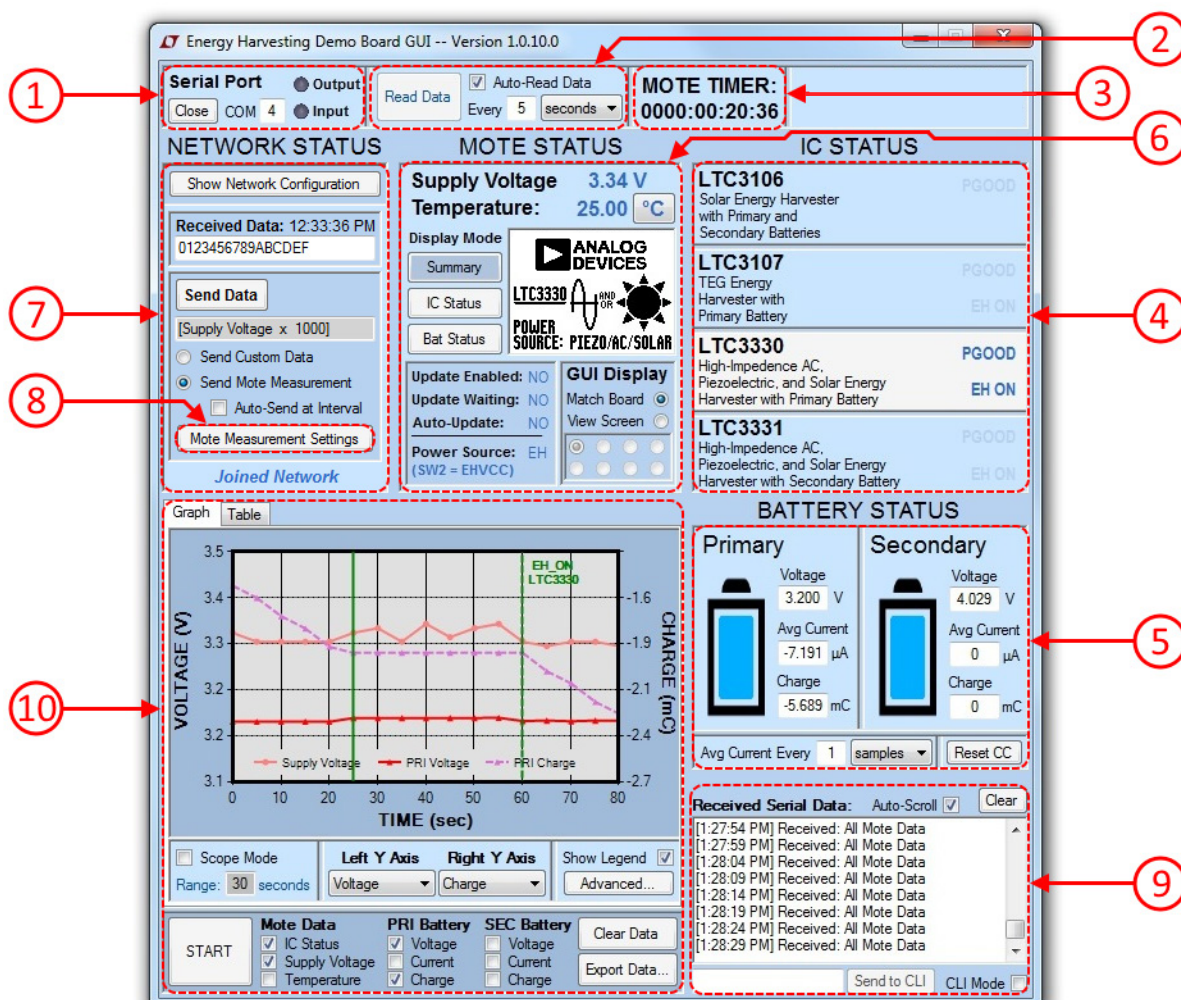 Energy Harvesting Demo Board GUI -- Version 1.0.10.0
1
Serial Port
Output
Close COM 4 Input
2
Read Data
Auto-Read Data
Every 5 seconds
3
MOTE TIMER:
0000:00:20:36
NETWORK STATUS
MOTE STATUS
IC STATUS
6
7
Show Network Configuration
Received Data: 12:33:36 PM
0123456789ABCDEF
Send Data
[Supply Voltage x 1000]
Send Custom Data
Send Mote Measurement
Auto-Send at Interval
8
Mote Measurement Settings
Joined Network
Supply Voltage 3.34 V
Temperature: 25.00 °C
Display Mode
Summary
IC Status
Bat Status
ANALOG
DEVICES
LTC3330 AND
OR
POWER
SOURCE: PIEZO/AC/SOLAR
Update Enabled: NO
Update Waiting: NO
Auto-Update: NO
Power Source: EH
(SW2 = EHVCC)
GUI Display
Match Board
View Screen
4
LTC3106 PGOOD
Solar Energy Harvester
with Primary and
Secondary Batteries
LTC3107 PGOOD
TEG Energy
Harvester with EH ON
Primary Battery
LTC3330 PGOOD
High-Impedence AC,
Piezoelectric, and Solar Energy EH ON
Harvester with Primary Battery
LTC3331 PGOOD
High-Impedence AC,
Piezoelectric, and Solar Energy EH ON
Harvester with Secondary Battery
10
Graph Table
EH_ON
LTC3330
VOLTAGE (V)
3.5
3.4
3.3
3.2
3.2
3.1
CHARGE (mC)
-1.6
-1.9
-2.1
-2.4
-2.7
Supply Voltage PRI Voltage PRI Charge
0 10 20 30 40 50 60 70 80
TIME (sec)
Scope Mode
Range: 30 seconds
Left Y Axis Right Y Axis
Voltage Charge
Show Legend
Advanced...
START
Mote Data
IC Status
Supply Voltage
Temperature
PRI Battery
Voltage
Current
Charge
SEC Battery
Voltage
Current
Charge
Clear Data
Export Data...
BATTERY STATUS
5
Primary
Voltage
3.200 V
Avg Current
-7.191 µA
Charge
-5.689 mC
Secondary
Voltage
4.029 V
Avg Current
0 µA
Charge
0 mC
Avg Current Every 1 samples Reset CC
9
Received Serial Data: Auto-Scroll Clear
[1:27:54 PM] Received: All Mote Data
[1:27:59 PM] Received: All Mote Data
[1:28:04 PM] Received: All Mote Data
[1:28:09 PM] Received: All Mote Data
[1:28:14 PM] Received: All Mote Data
[1:28:19 PM] Received: All Mote Data
[1:28:24 PM] Received: All Mote Data
[1:28:29 PM] Received: All Mote Data
Send to CLI CLI Mode